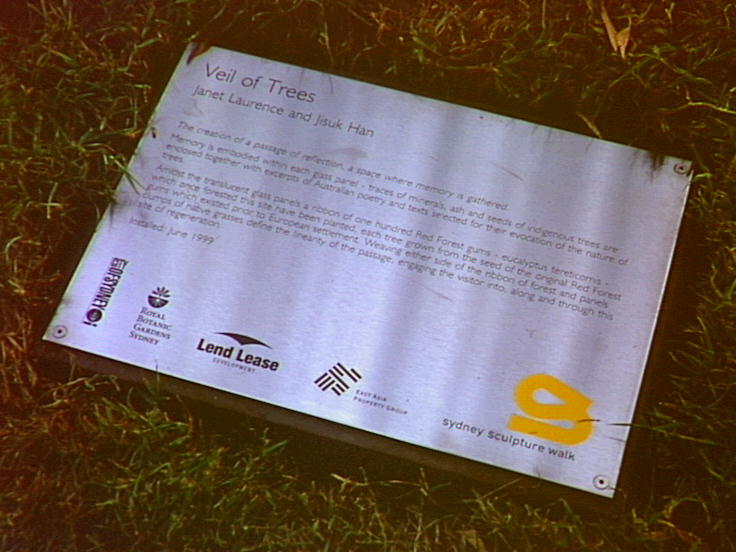 Veil of Trees
Janet Laurence and Jisuk Han
The creation of a passage of reflection, a space where memory is gathered.
Memory is embodied within each glass panel - traces of minerals, ash and seeds of indigenous trees are
enclosed together with excerpts of Australian poetry and texts selected for their evocation of the nature of
trees.
Amidst the translucent glass panels a ribbon of one hundred Red Forest gums - eucalyptus tereticornis -
which once forested this site have been planted, each tree grown from the seed of the original Red Forest
gums which existed prior to European settlement. Weaving either side of the ribbon of forest and panels
clumps of native grasses define the linearity of the passage, engaging the visitor into, along and through this
site of regeneration.
Installed: June 1999
SYDNEY
ROYAL
BOTANIC
GARDENS
SYDNEY
Lend Lease
DEVELOPMENT
EAST ASIA
PROPERTY GROUP
sydney sculpture walk